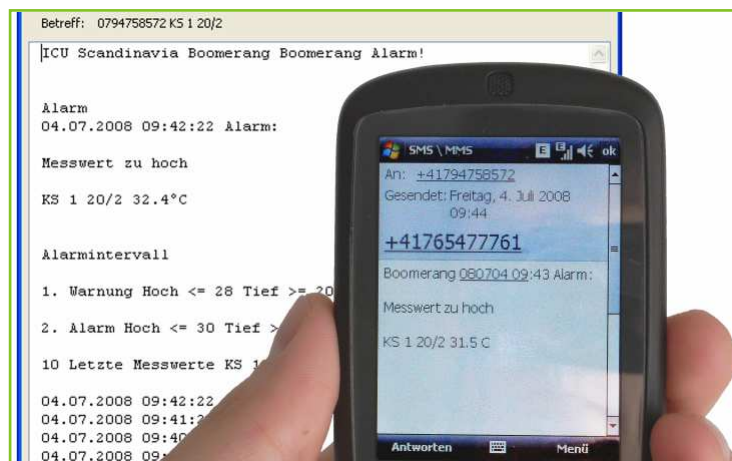 Betreff: 0794758572 KS 1 20/2
ICU Scandinavia Boomerang Boomerang Alarm!
Alarm
04.07.2008 09:42:22 Alarm:
Messwert zu hoch
KS 1 20/2 32.4°C
Alarmintervall
1. Warnung Hoch <= 28 Tief >= 20
2. Alarm Hoch <= 30 Tief >
10 Letzte Messwerte KS 1
04.07.2008 09:42:22
04.07.2008 09:41:2
04.07.2008 09:40
04.07.2008 09:
SMS \ MMS
E
ok
An: +41794758572
Gesendet: Freitag, 4. Juli 2008
09:44
+41765477761
Boomerang 080704 09:43 Alarm:
Messwert zu hoch
KS 1 20/2 31.5 C
Antworten
Menü